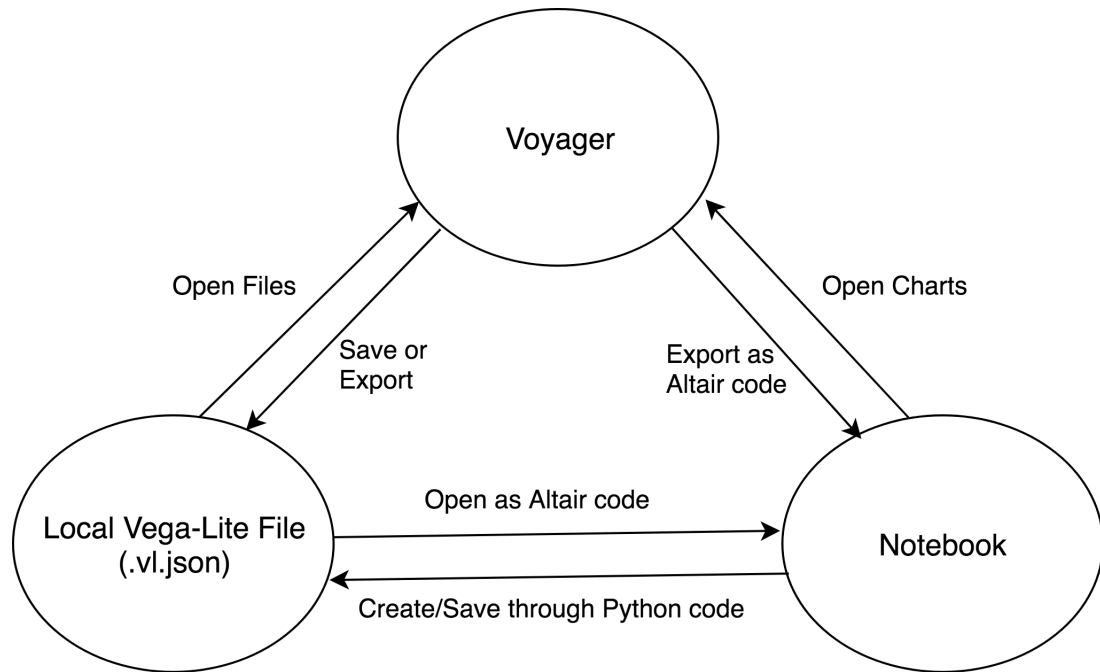 Voyager
Open Files
Open Charts
Save or
Export
Export as
Altair code
Open as Altair code
Local Vega-Lite File
(.vl.json)
Notebook
Create/Save through Python code